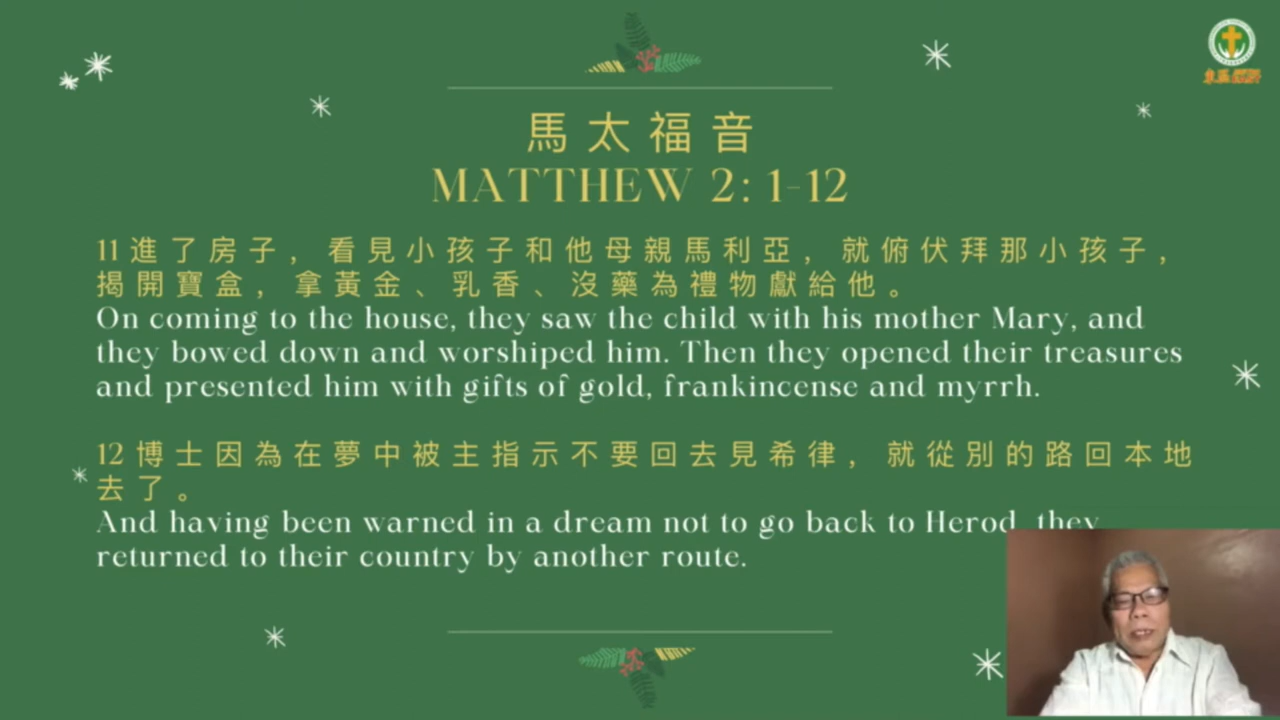 馬太福音
MATTHEW 2: 1-12
11 進了房子，看見小孩子和他母親馬利亞，就俯伏拜那小孩子，
揭開寶盒，拿黃金、乳香、沒藥為禮物獻給他。
On coming to the house, they saw the child with his mother Mary, and
they bowed down and worshiped him. Then they opened their treasures
and presented him with gifts of gold, frankincense and myrrh.
12 博士因為在夢中被主指示不要回去見希律，就從別的路回本地
去了。
And having been warned in a dream not to go back to Herod, they
returned to their country by another route.